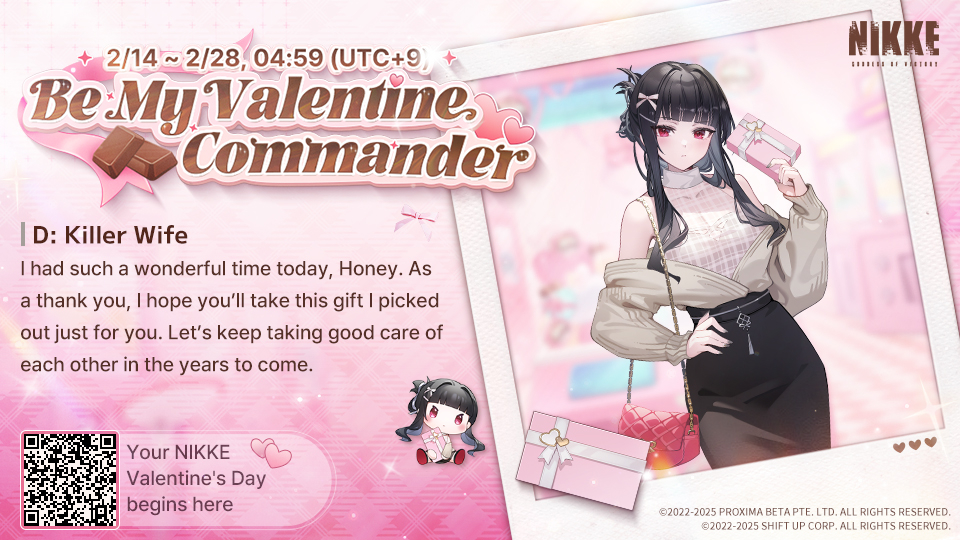 NIKKE
GODDESS OF VICTORY
2/14 ~ 2/28, 04:59 (UTC+9)
Be My Valentine,
Commander
D: Killer Wife
I had such a wonderful time today, Honey. As
a thank you, I hope you’ll take this gift I picked
out just for you. Let’s keep taking good care of
each other in the years to come.
Your NIKKE
Valentine's Day
begins here
©2022-2025 PROXIMA BETA PTE. LTD. ALL RIGHTS RESERVED.
©2022-2025 SHIFT UP CORP. ALL RIGHTS RESERVED.